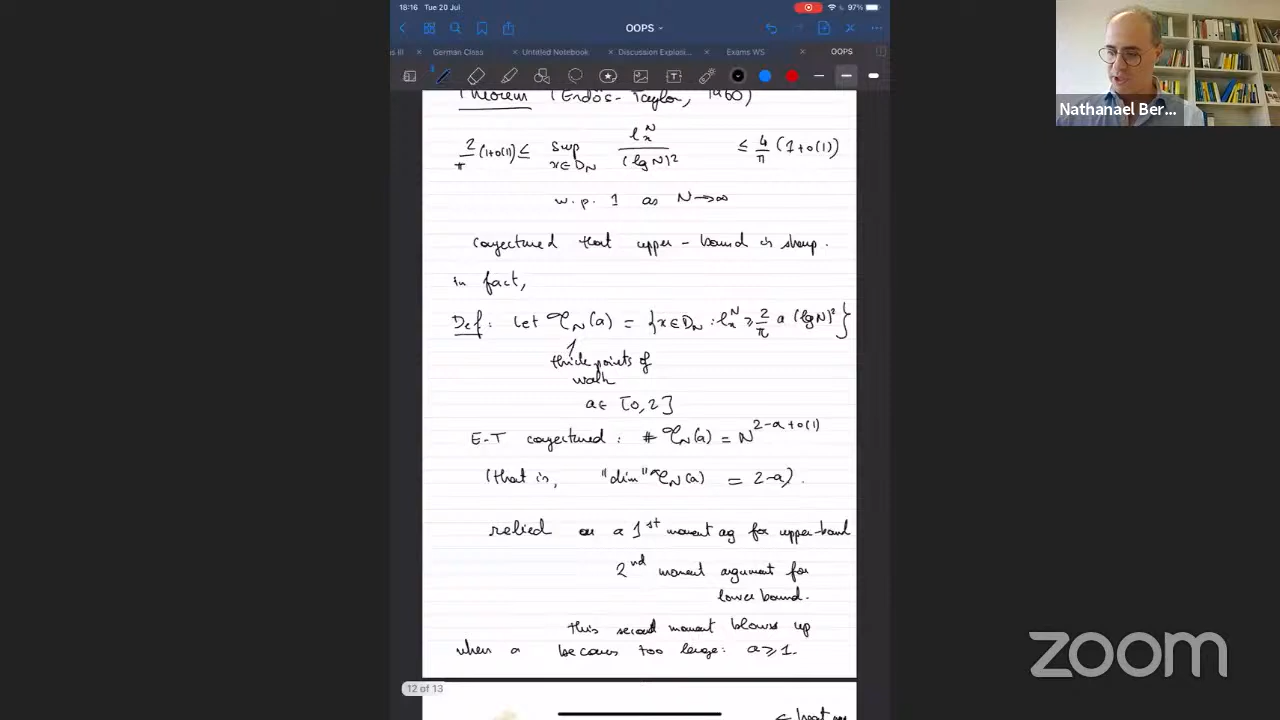 18:16 Tue 20 Jul
97%
OOPS
German Class
Untitled Notebook
Exams WS
OOPS
Theorem (Erdös-Taylor, 1960)
2/π (1+o(1)) ≤ sup x∈D_N ℓ_x^N / (lg N)² ≤ 4/π (1+o(1))
w.p. 1 as N→∞
conjectured that upper-bound is sharp.
in fact,
Def: Let 𝒯_N(a) = {x∈D_N : ℓ_x^N ≥ 2/π a (lg N)²}
thick points of
walk
a∈ [0,2]
E-T conjectured: # 𝒯_N(a) = N^{2-a+o(1)}
(that is, "dim" 𝒯_N(a) = 2-a).
relied on a 1st moment arg for upper-bound
2nd moment argument for
lower bound.
this second moment blows up
when a becomes too large: a≥1.
12 of 13
Nathanael Ber...
zoom